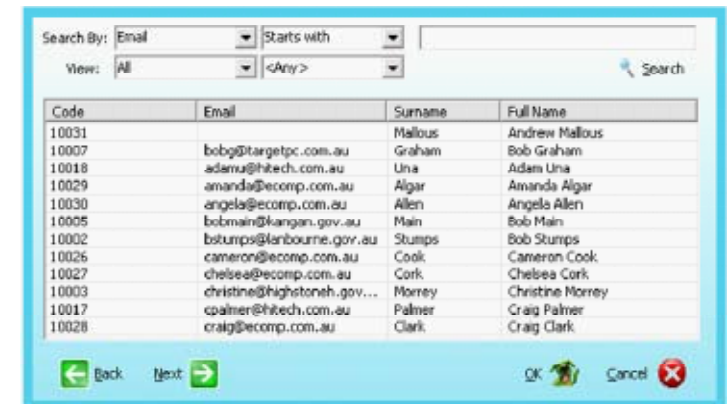 Search By: Email Starts with
View: All <Any> Search
Code Email Surname Full Name
10031 Mallous Andrew Mallous
10007 bobg@targetpc.com.au Graham Bob Graham
10018 adamu@hitech.com.au Una Adam Una
10029 amanda@ecomp.com.au Algar Amanda Algar
10030 angela@ecomp.com.au Allen Angela Allen
10005 bobmain@kangan.gov.au Main Bob Main
10002 bstumps@lanbourne.gov.au Stumps Bob Stumps
10026 cameron@ecomp.com.au Cook Cameron Cook
10027 chelsea@ecomp.com.au Cork Chelsea Cork
10003 christine@highstoneh.gov... Morrey Christine Morrey
10017 cpalmer@hitech.com.au Palmer Craig Palmer
10028 craig@ecomp.com.au Clark Craig Clark
Back Next OK Cancel